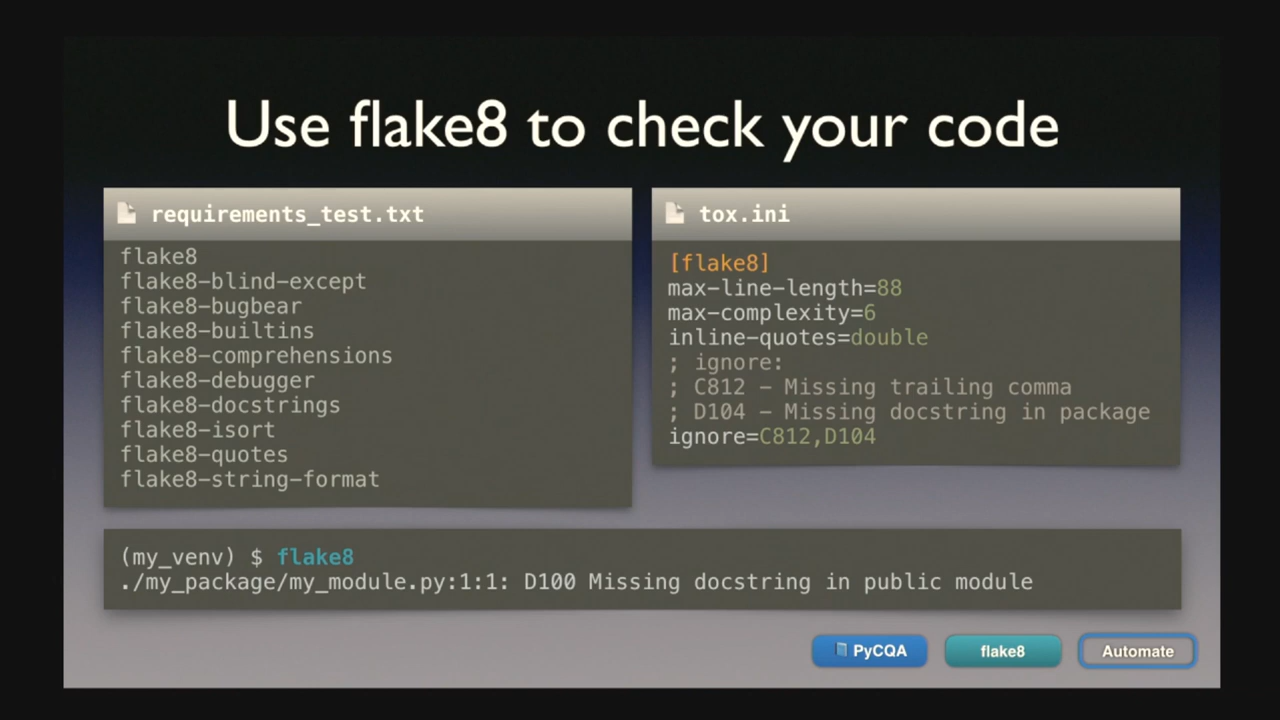 Use flake8 to check your code
requirements_test.txt
flake8
flake8-blind-except
flake8-bugbear
flake8-builtins
flake8-comprehensions
flake8-debugger
flake8-docstrings
flake8-isort
flake8-quotes
flake8-string-format
tox.ini
[flake8]
max-line-length=88
max-complexity=6
inline-quotes=double
; ignore:
; C812 - Missing trailing comma
; D104 - Missing docstring in package
ignore=C812,D104
(my_venv) $ flake8
./my_package/my_module.py:1:1: D100 Missing docstring in public module
PyCQA
flake8
Automate